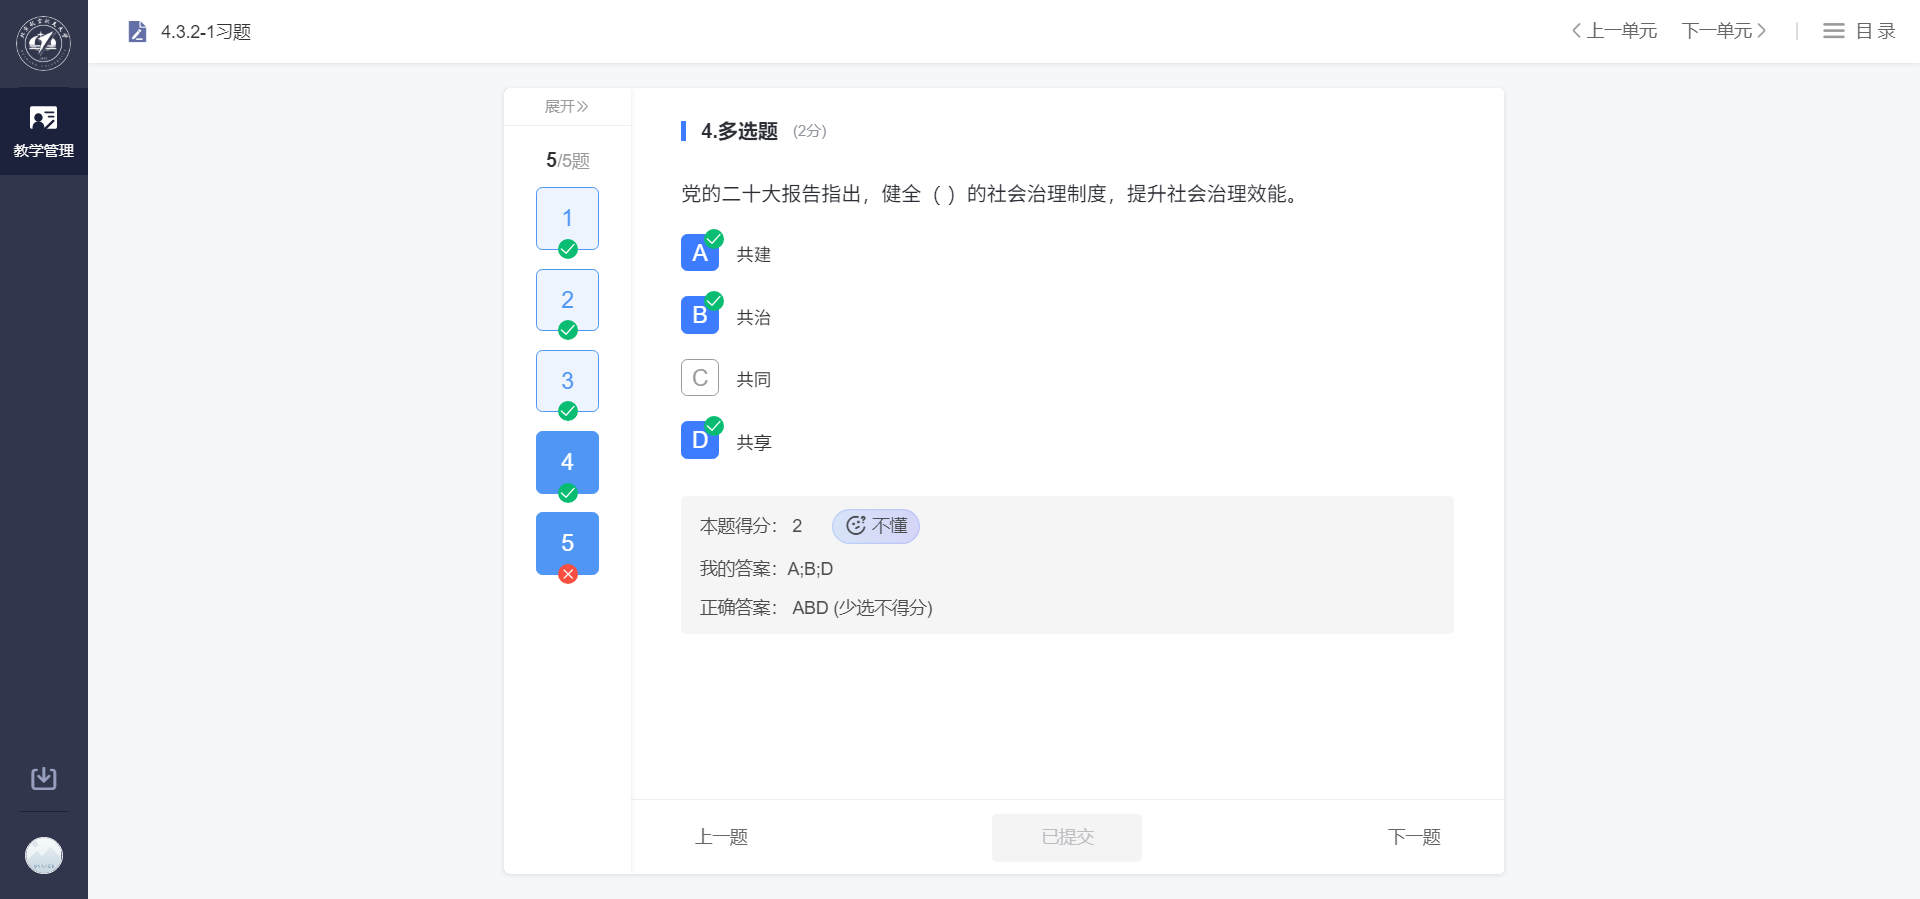 4.3.2-1习题
上一单元
下一单元
目录
教学管理
展开
5/5题
1
2
3
4
5
4.多选题 (2分)
党的二十大报告指出，健全（ ）的社会治理制度，提升社会治理效能。
A 共建
B 共治
C 共同
D 共享
本题得分： 2 不懂
我的答案：A;B;D
正确答案： ABD (少选不得分)
上一题
已提交
下一题